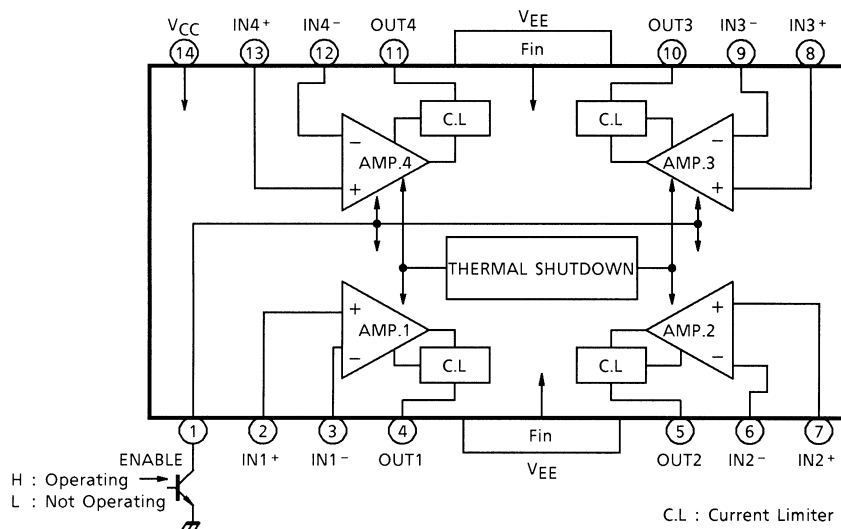 VCC IN4+ IN4- OUT4 VEE OUT3 IN3- IN3+
14 13 12 11 Fin 10 9 8
C.L C.L
− −
AMP.4 AMP.3
+ +
THERMAL SHUTDOWN
+ +
AMP.1 AMP.2
− −
C.L C.L
1 2 3 4 Fin 5 6 7
ENABLE IN1+ IN1- OUT1 VEE OUT2 IN2- IN2+
H : Operating
L : Not Operating
C.L : Current Limiter